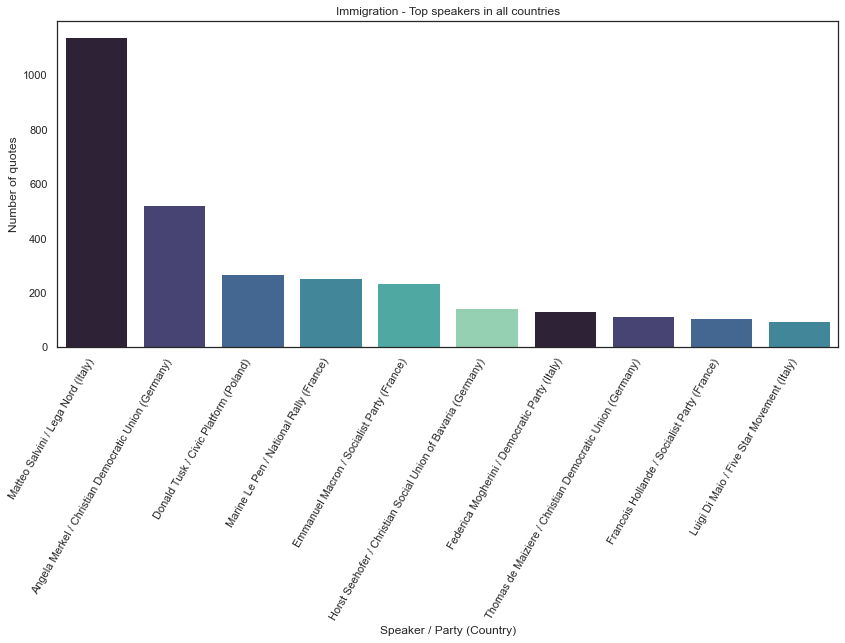 Immigration - Top speakers in all countries
Number of quotes
1000
800
600
400
200
0
Matteo Salvini / Lega Nord (Italy)
Angela Merkel / Christian Democratic Union (Germany)
Donald Tusk / Civic Platform (Poland)
Marine Le Pen / National Rally (France)
Emmanuel Macron / Socialist Party (France)
Horst Seehofer / Christian Social Union of Bavaria (Germany)
Federica Mogherini / Democratic Party (Italy)
Thomas de Maiziere / Christian Democratic Union (Germany)
Francois Hollande / Socialist Party (France)
Luigi Di Maio / Five Star Movement (Italy)
Speaker / Party (Country)